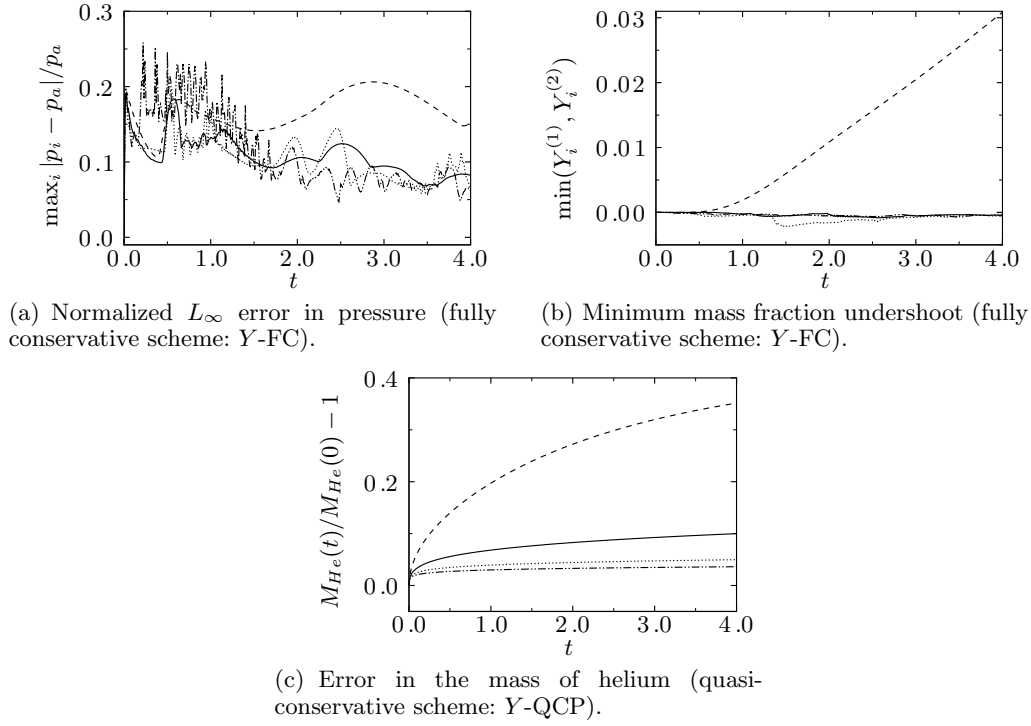 0.3
0.2
0.1
0.0
max_i |p_i − p_a|/p_a
0.0 1.0 2.0 3.0 4.0
t
0.03
0.02
0.01
0.00
min(Y_i^(1), Y_i^(2))
0.0 1.0 2.0 3.0 4.0
t
(a) Normalized L∞ error in pressure (fully
conservative scheme: Y-FC).
(b) Minimum mass fraction undershoot (fully
conservative scheme: Y-FC).
0.4
0.2
0.0
M_He(t)/M_He(0) − 1
0.0 1.0 2.0 3.0 4.0
t
(c) Error in the mass of helium (quasi-
conservative scheme: Y-QCP).